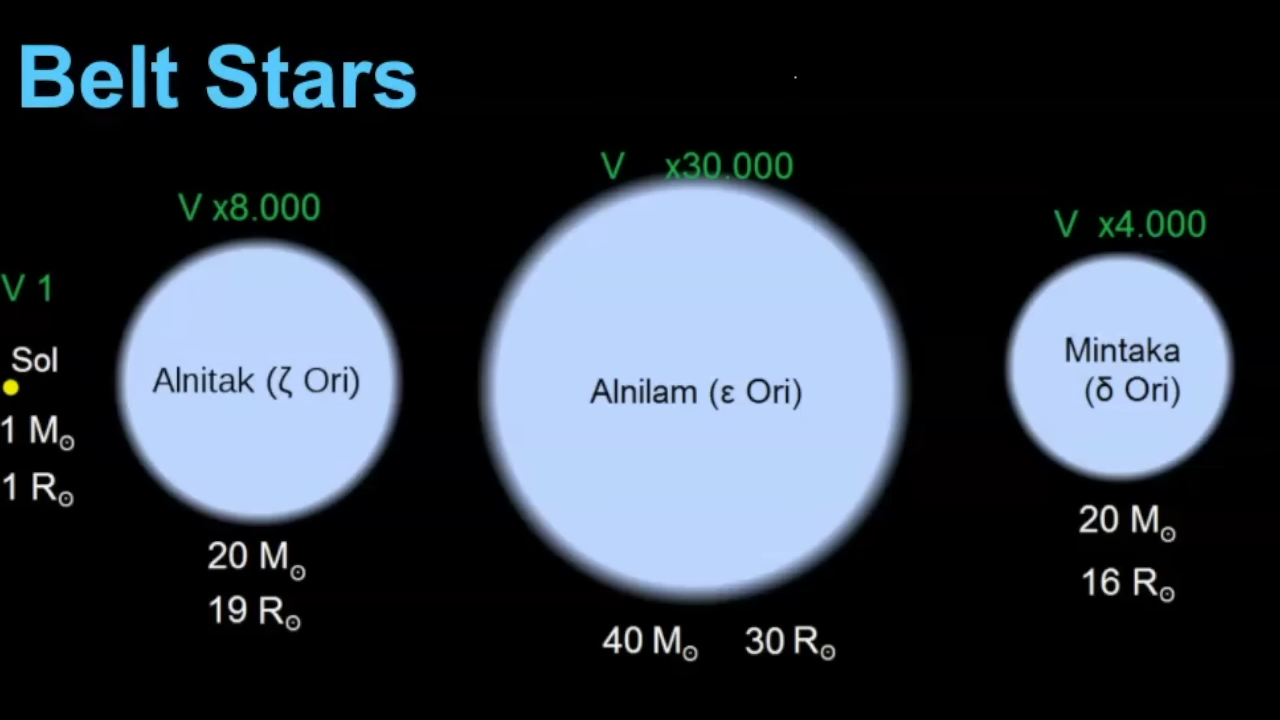 Belt Stars
V 1
Sol
1 M☉
1 R☉
V x8.000
Alnitak (ζ Ori)
20 M☉
19 R☉
V x30.000
Alnilam (ε Ori)
40 M☉ 30 R☉
V x4.000
Mintaka
(δ Ori)
20 M☉
16 R☉